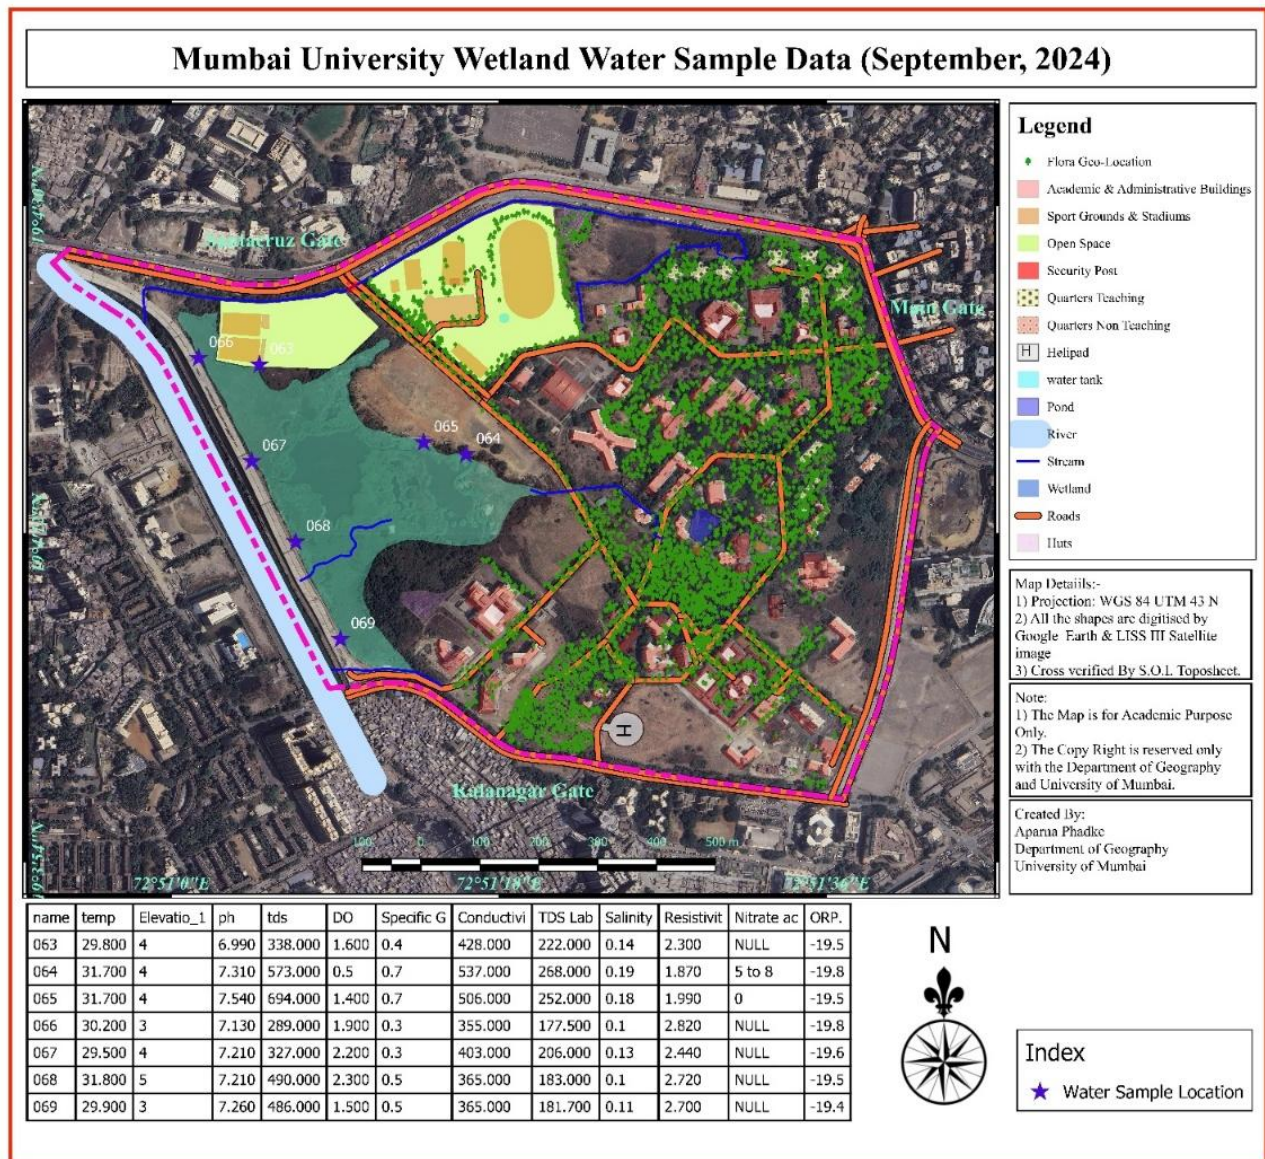 Mumbai University Wetland Water Sample Data (September, 2024)
Santacruz Gate
Main Gate
Kalanagar Gate
066
063
065
064
067
068
069
H
100 0 100 200 300 400 500 m
72°51'0"E 72°51'18"E 72°51'36"E
19°3'54"N
Legend
Flora Geo-Location
Academic & Administrative Buildings
Sport Grounds & Stadiums
Open Space
Security Post
Quarters Teaching
Quarters Non Teaching
H Helipad
water tank
Pond
River
Stream
Wetland
Roads
Huts
Map Detaiils:-
1) Projection: WGS 84 UTM 43 N
2) All the shapes are digitised by
Google Earth & LISS III Satellite
image
3) Cross verified By S.O.I. Toposheet.
Note:
1) The Map is for Academic Purpose
Only.
2) The Copy Right is reserved only
with the Department of Geography
and University of Mumbai.
Created By:
Aparna Phadke
Department of Geography
University of Mumbai
name temp Elevatio_1 ph tds DO Specific G Conductivi TDS Lab Salinity Resistivit Nitrate ac ORP.
063 29.800 4 6.990 338.000 1.600 0.4 428.000 222.000 0.14 2.300 NULL -19.5
064 31.700 4 7.310 573.000 0.5 0.7 537.000 268.000 0.19 1.870 5 to 8 -19.8
065 31.700 4 7.540 694.000 1.400 0.7 506.000 252.000 0.18 1.990 0 -19.5
066 30.200 3 7.130 289.000 1.900 0.3 355.000 177.500 0.1 2.820 NULL -19.8
067 29.500 4 7.210 327.000 2.200 0.3 403.000 206.000 0.13 2.440 NULL -19.6
068 31.800 5 7.210 490.000 2.300 0.5 365.000 183.000 0.1 2.720 NULL -19.5
069 29.900 3 7.260 486.000 1.500 0.5 365.000 181.700 0.11 2.700 NULL -19.4
N
Index
Water Sample Location